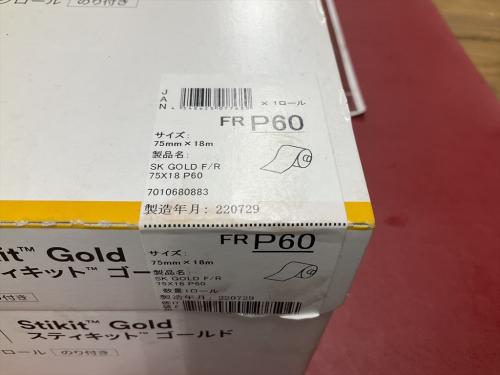 ロール のり付き
JAN
× 1ロール
FR P60
サイズ:
75mm × 18m
製品名:
SK GOLD F/R
75X18 P60
7010680883
製造年月: 220729
FR P60
サイズ:
75mm × 18m
製品名:
SK GOLD F/R
75X18 P60
数量1ロール
製造年月: 220729
kit™ Gold
ティキット™ ゴール
付き
Stikit™ Gold
スティキット™ ゴールド
ロール のり付き